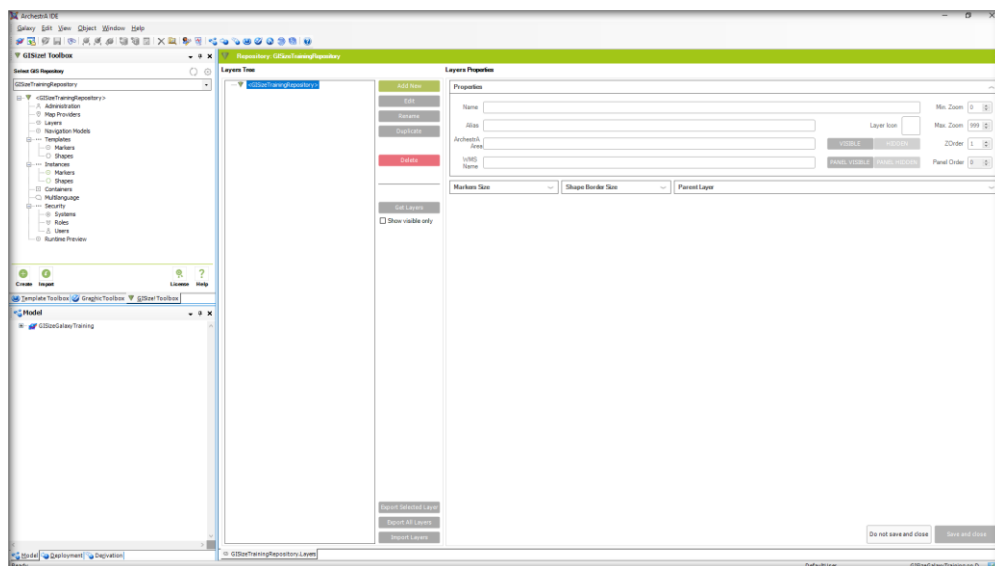 ArchestrA IDE
Galaxy Edit View Object Window Help
GISize! Toolbox
Select GIS Repository
GISizeTrainingRepository
<GISizeTrainingRepository>
Administration
Map Providers
Layers
Navigation Models
Templates
Markers
Shapes
Instances
Markers
Shapes
Containers
Multilanguage
Security
Systems
Roles
Users
Runtime Preview
Create Import License Help
Template Toolbox Graphic Toolbox GISize! Toolbox
Model
GISizeGalaxyTraining
Model Deployment Derivation
Ready
Repository: GISizeTrainingRepository
Layers Tree
<GISizeTrainingRepository>
Add New
Edit
Rename
Duplicate
Delete
Get Layers
Show visible only
Export Selected Layer
Export All Layers
Import Layers
GISizeTrainingRepository.Layers
Layers Properties
Properties
Name Min. Zoom 0
Alias Layer Icon Max. Zoom 999
ArchestrA Area VISIBLE HIDDEN ZOrder 1
WMS Name PANEL VISIBLE PANEL HIDDEN Panel Order 0
Markers Size Shape Border Size Parent Layer
Do not save and close Save and close
DefaultUser